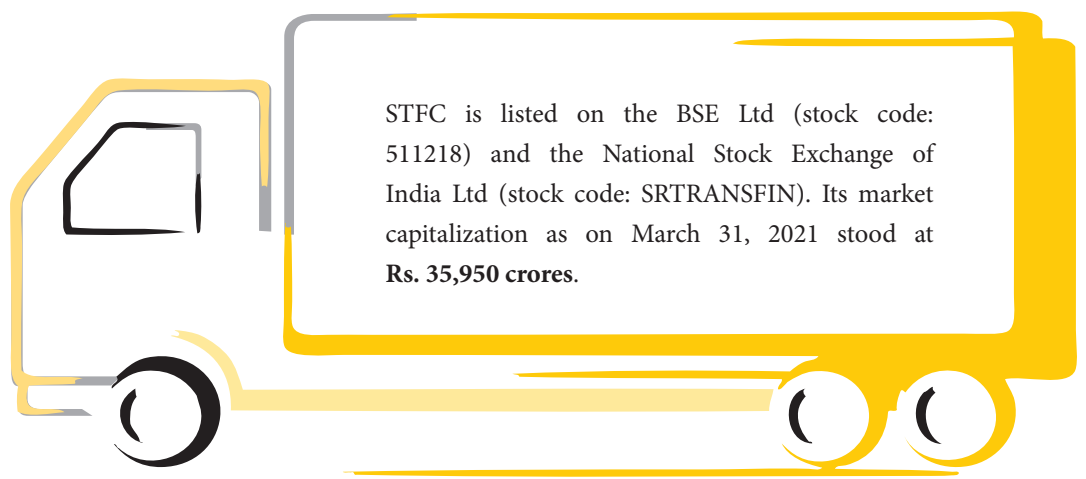 STFC is listed on the BSE Ltd (stock code:
511218) and the National Stock Exchange of
India Ltd (stock code: SRTRANSFIN). Its market
capitalization as on March 31, 2021 stood at
Rs. 35,950 crores.